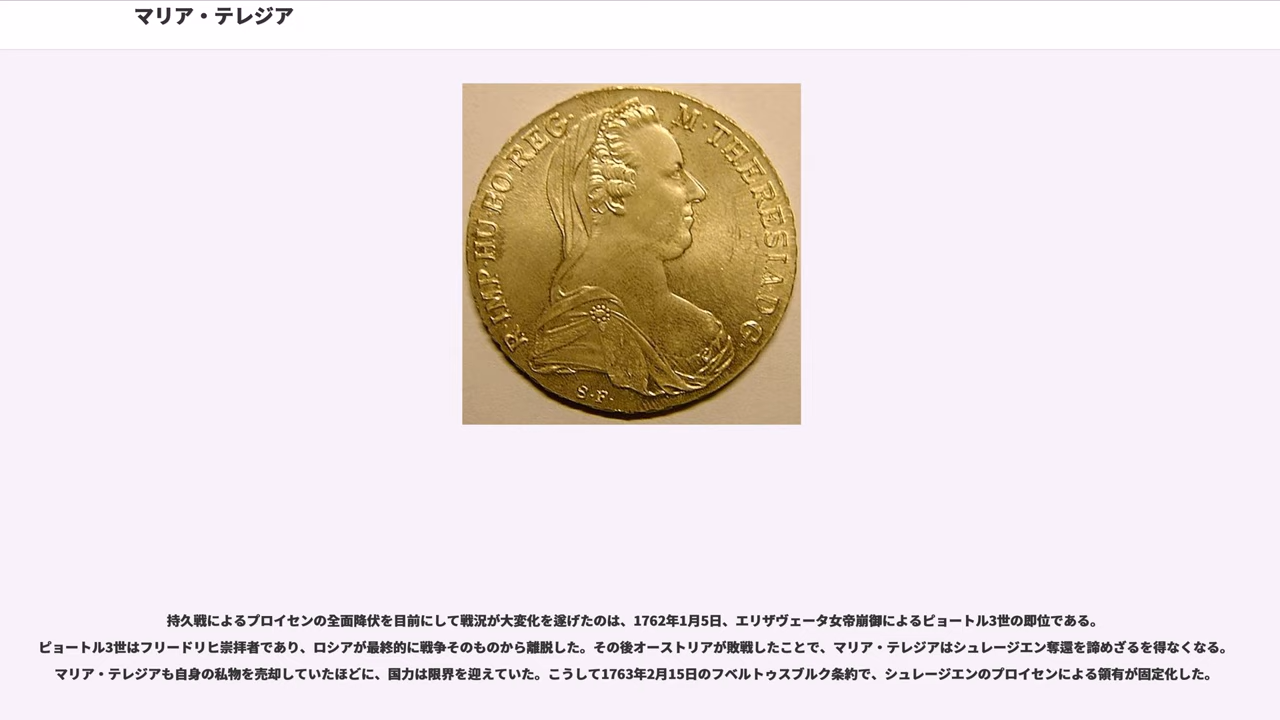 マリア・テレジア
R·IMP·HU·BO·REG· M·THERESIA·D·G·
S·F·
持久戦によるプロイセンの全面降伏を目前にして戦況が大変化を遂げたのは、1762年1月5日、エリザヴェータ女帝崩御によるピョートル3世の即位である。
ピョートル3世はフリードリヒ崇拝者であり、ロシアが最終的に戦争そのものから離脱した。その後オーストリアが敗戦したことで、マリア・テレジアはシュレージエン奪還を諦めざるを得なくなる。
マリア・テレジアも自身の私物を売却していたほどに、国力は限界を迎えていた。こうして1763年2月15日のフベルトゥスブルク条約で、シュレージエンのプロイセンによる領有が固定化した。